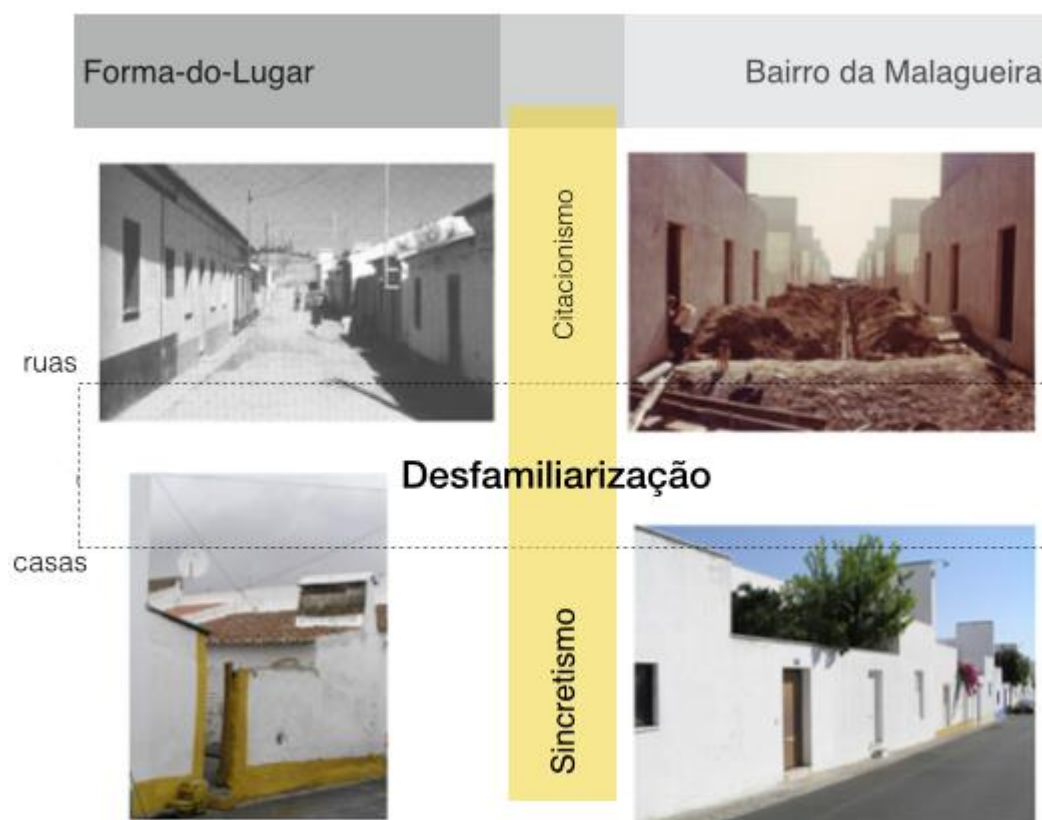 Forma-do-Lugar
Bairro da Malagueira
Citacionismo
ruas
Desfamiliarização
casas
Sincretismo